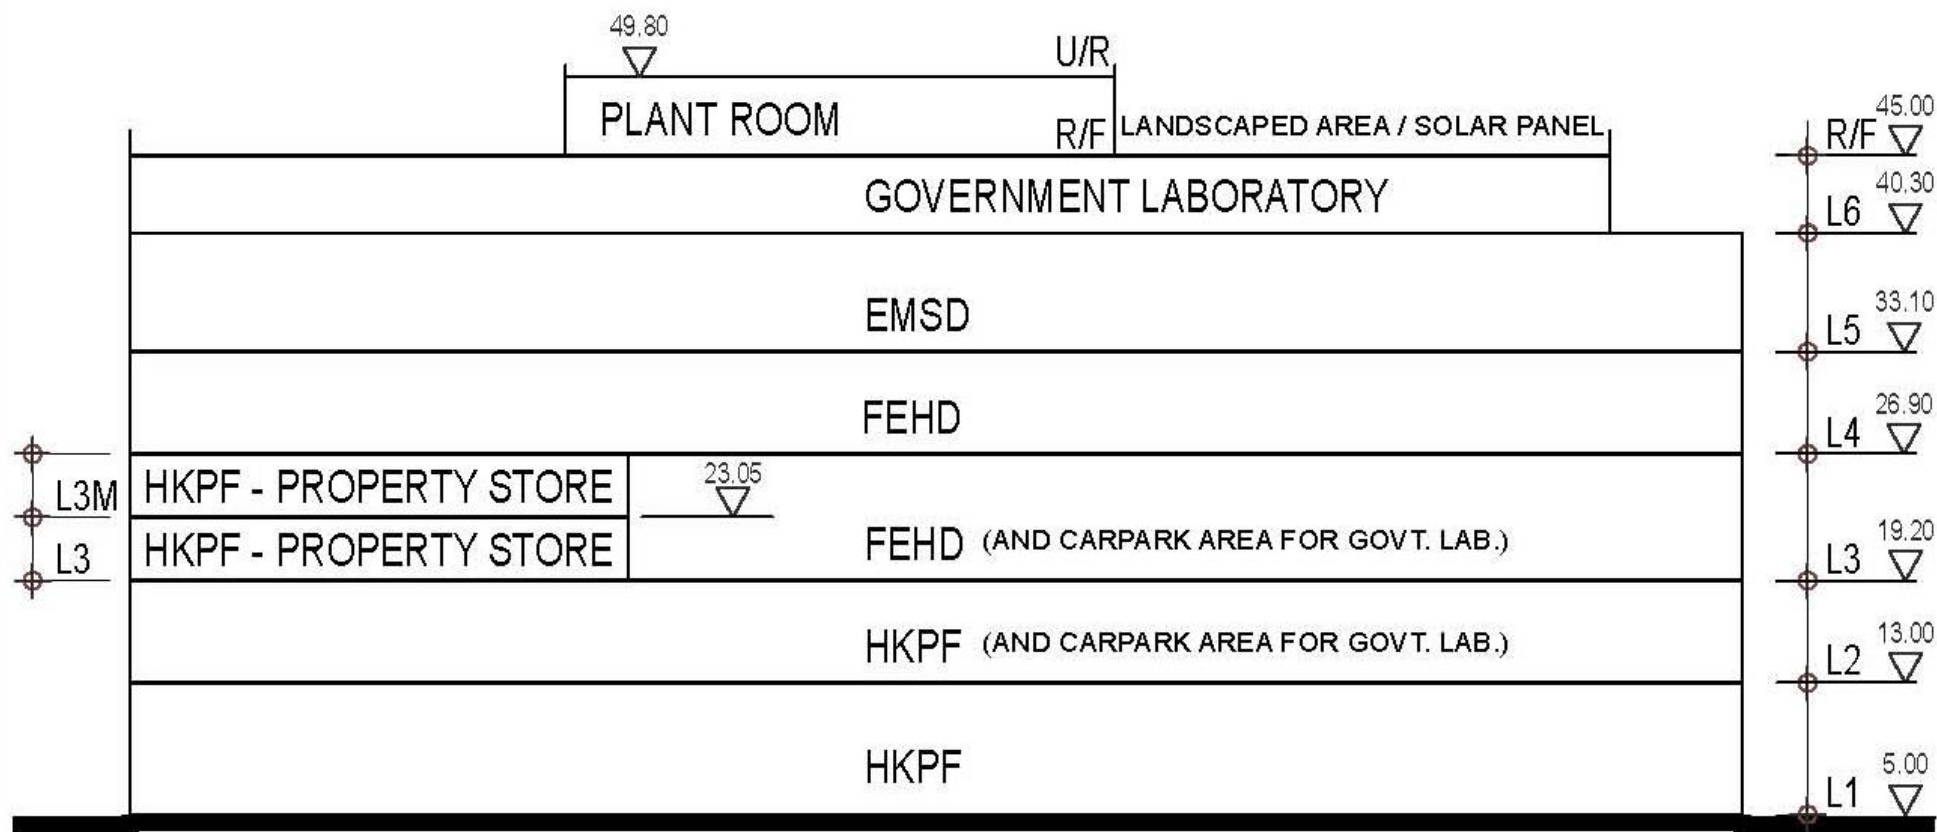 49.80
U/R
PLANT ROOM
R/F
LANDSCAPED AREA / SOLAR PANEL
R/F 45.00
GOVERNMENT LABORATORY
L6 40.30
EMSD
L5 33.10
FEHD
L4 26.90
L3M
HKPF - PROPERTY STORE
23.05
L3
HKPF - PROPERTY STORE
FEHD (AND CARPARK AREA FOR GOVT. LAB.)
L3 19.20
HKPF (AND CARPARK AREA FOR GOVT. LAB.)
L2 13.00
HKPF
L1 5.00